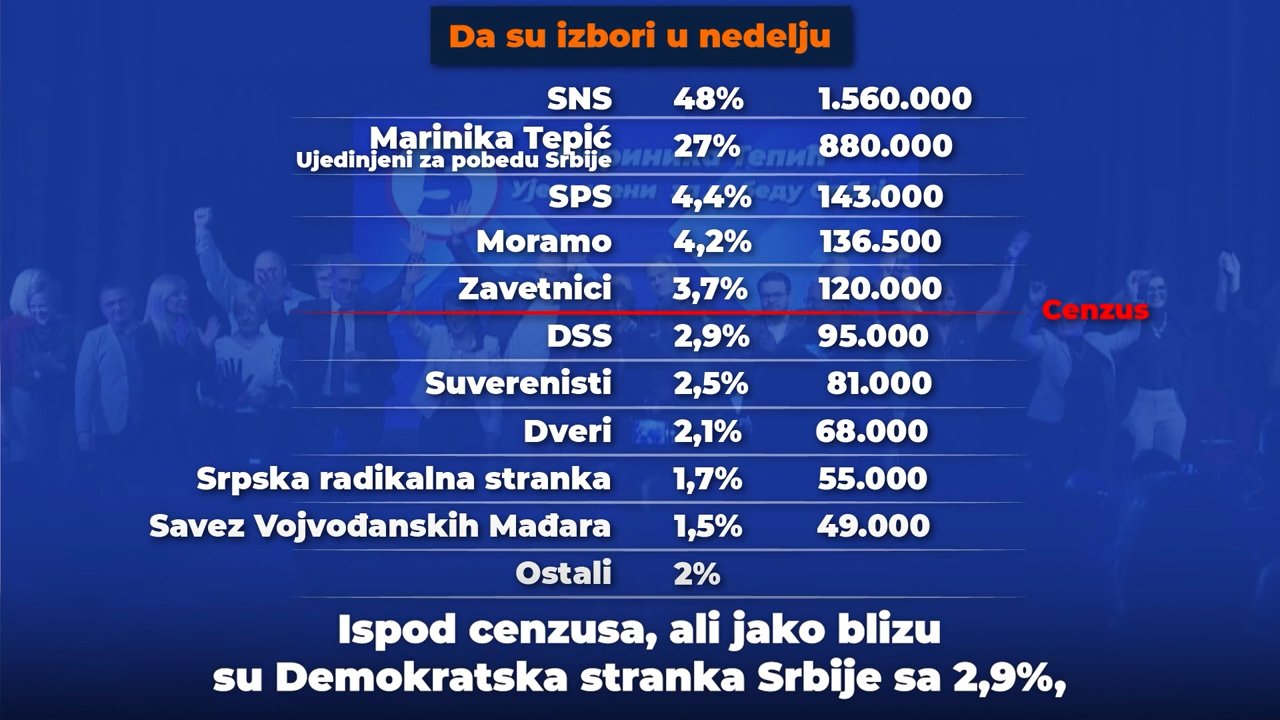 Da su izbori u nedelju
SNS 48% 1.560.000
Marinika Tepić
Ujedinjeni za pobedu Srbije 27% 880.000
SPS 4,4% 143.000
Moramo 4,2% 136.500
Zavetnici 3,7% 120.000
Cenzus
DSS 2,9% 95.000
Suverenisti 2,5% 81.000
Dveri 2,1% 68.000
Srpska radikalna stranka 1,7% 55.000
Savez Vojvođanskih Mađara 1,5% 49.000
Ostali 2%
Ispod cenzusa, ali jako blizu
su Demokratska stranka Srbije sa 2,9%,